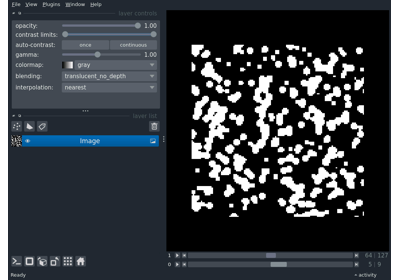 File View Plugins Window Help
layer controls
opacity: 1.00
contrast limits:
auto-contrast: once continuous
gamma: 1.00
colormap: gray
blending: translucent_no_depth
interpolation: nearest
layer list
Image
1 64 127
0 5 9
Ready activity